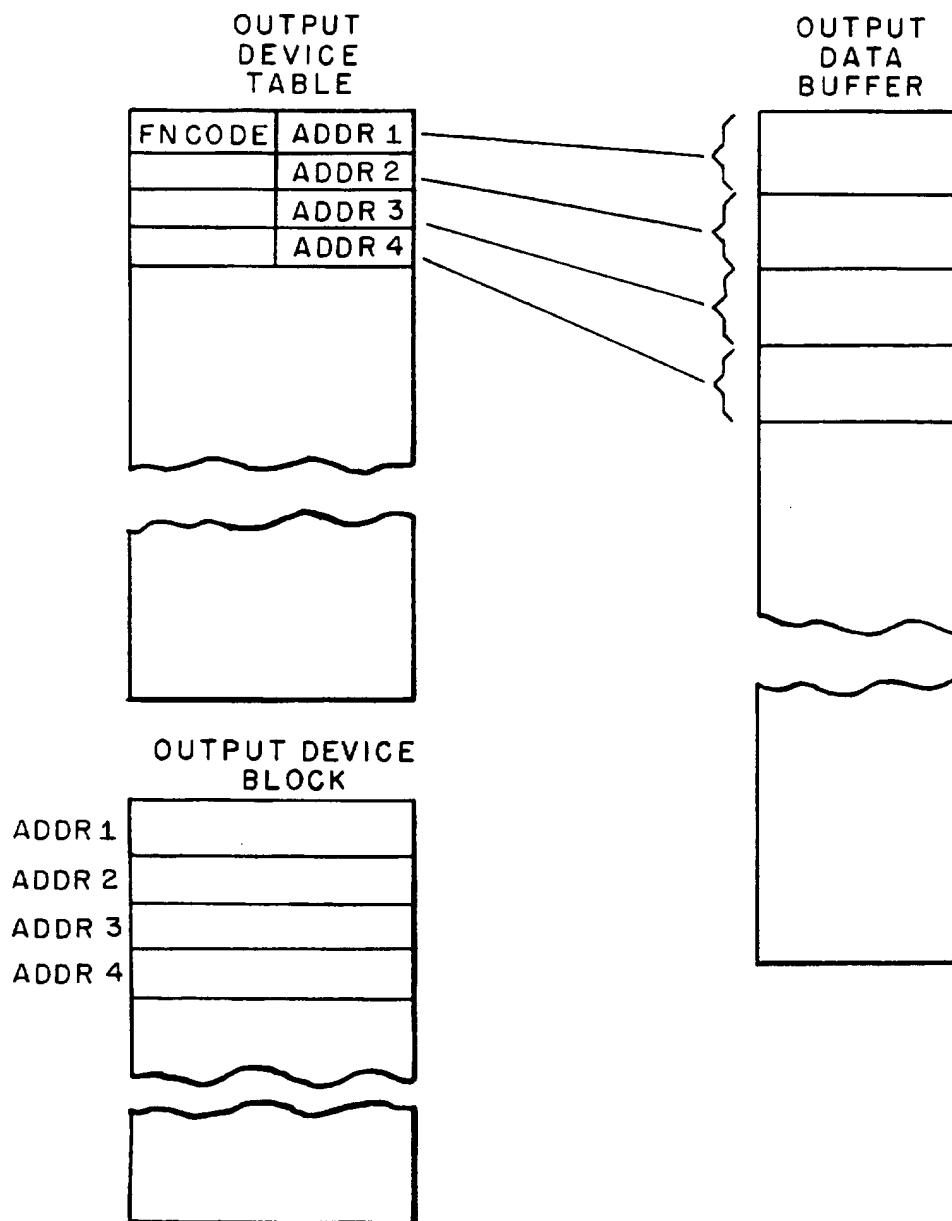 OUTPUT
DEVICE
TABLE
FNCODE ADDR 1
ADDR 2
ADDR 3
ADDR 4
OUTPUT
DATA
BUFFER
OUTPUT DEVICE
BLOCK
ADDR 1
ADDR 2
ADDR 3
ADDR 4